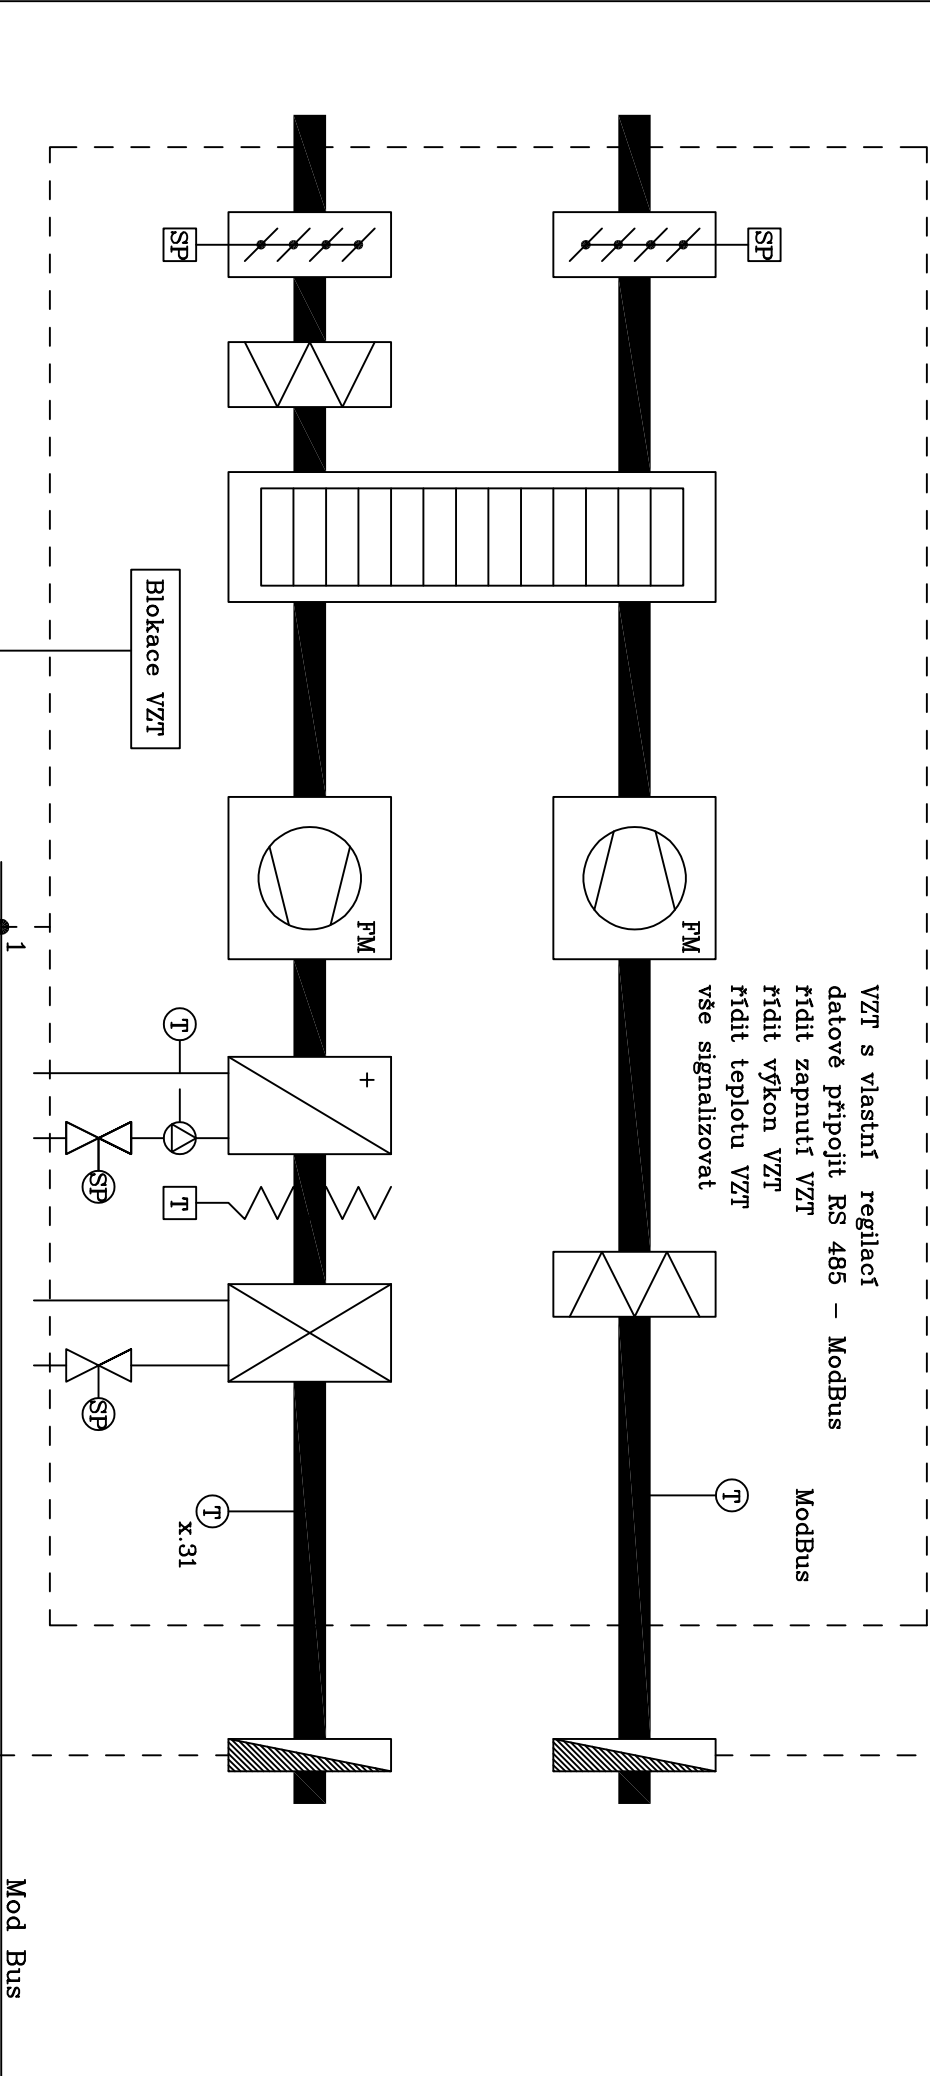 VZT s vlastní  regilací
datově připojit RS 485 – ModBus
řídit zapnutí VZT
řídit výkon VZT
řídit teplotu VZT
vše signalizovat
ModBus
SP
T
FM
FM
SP
Blokace VZT
+
T
T
T
x.31
SP
SP
1
Mod Bus